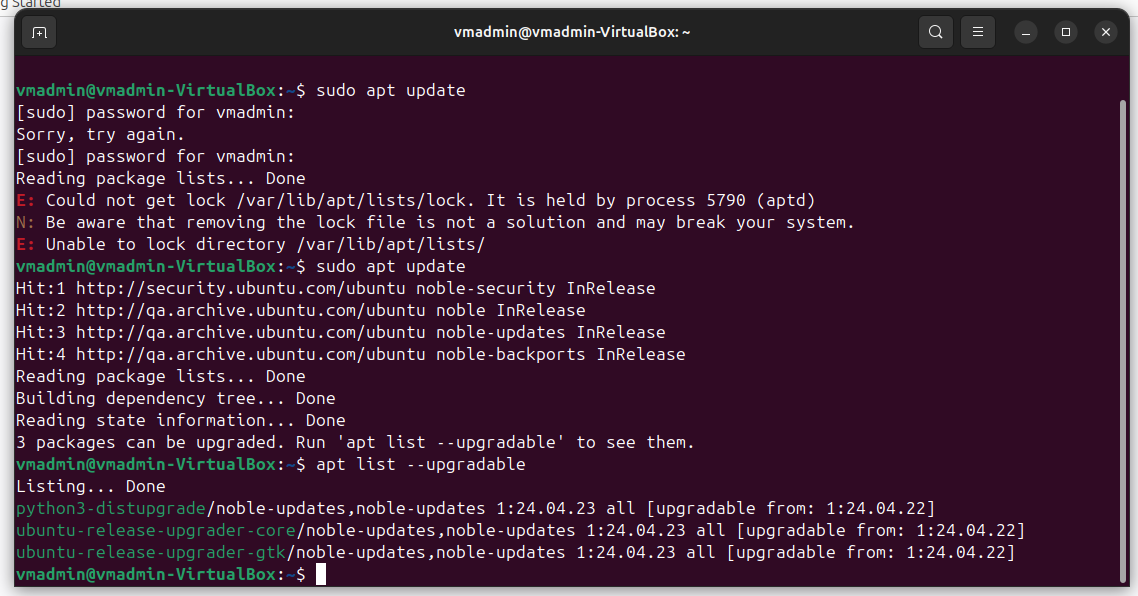 g Started
vmadmin@vmadmin-VirtualBox: ~
vmadmin@vmadmin-VirtualBox:~$ sudo apt update
[sudo] password for vmadmin:
Sorry, try again.
[sudo] password for vmadmin:
Reading package lists... Done
E: Could not get lock /var/lib/apt/lists/lock. It is held by process 5790 (aptd)
N: Be aware that removing the lock file is not a solution and may break your system.
E: Unable to lock directory /var/lib/apt/lists/
vmadmin@vmadmin-VirtualBox:~$ sudo apt update
Hit:1 http://security.ubuntu.com/ubuntu noble-security InRelease
Hit:2 http://qa.archive.ubuntu.com/ubuntu noble InRelease
Hit:3 http://qa.archive.ubuntu.com/ubuntu noble-updates InRelease
Hit:4 http://qa.archive.ubuntu.com/ubuntu noble-backports InRelease
Reading package lists... Done
Building dependency tree... Done
Reading state information... Done
3 packages can be upgraded. Run 'apt list --upgradable' to see them.
vmadmin@vmadmin-VirtualBox:~$ apt list --upgradable
Listing... Done
python3-distupgrade/noble-updates,noble-updates 1:24.04.23 all [upgradable from: 1:24.04.22]
ubuntu-release-upgrader-core/noble-updates,noble-updates 1:24.04.23 all [upgradable from: 1:24.04.22]
ubuntu-release-upgrader-gtk/noble-updates,noble-updates 1:24.04.23 all [upgradable from: 1:24.04.22]
vmadmin@vmadmin-VirtualBox:~$